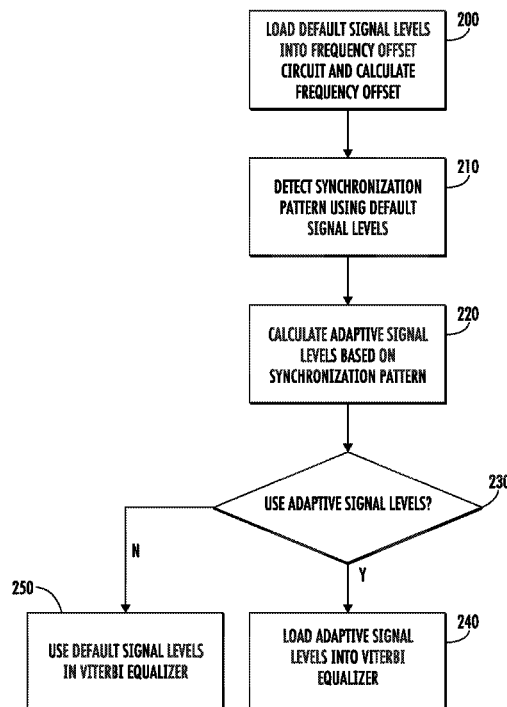 200
LOAD DEFAULT SIGNAL LEVELS
INTO FREQUENCY OFFSET
CIRCUIT AND CALCULATE
FREQUENCY OFFSET
210
DETECT SYNCHRONIZATION
PATTERN USING DEFAULT
SIGNAL LEVELS
220
CALCULATE ADAPTIVE SIGNAL
LEVELS BASED ON
SYNCHRONIZATION PATTERN
230
USE ADAPTIVE SIGNAL LEVELS?
N
Y
250
USE DEFAULT SIGNAL LEVELS
IN VITERBI EQUALIZER
240
LOAD ADAPTIVE SIGNAL
LEVELS INTO VITERBI
EQUALIZER